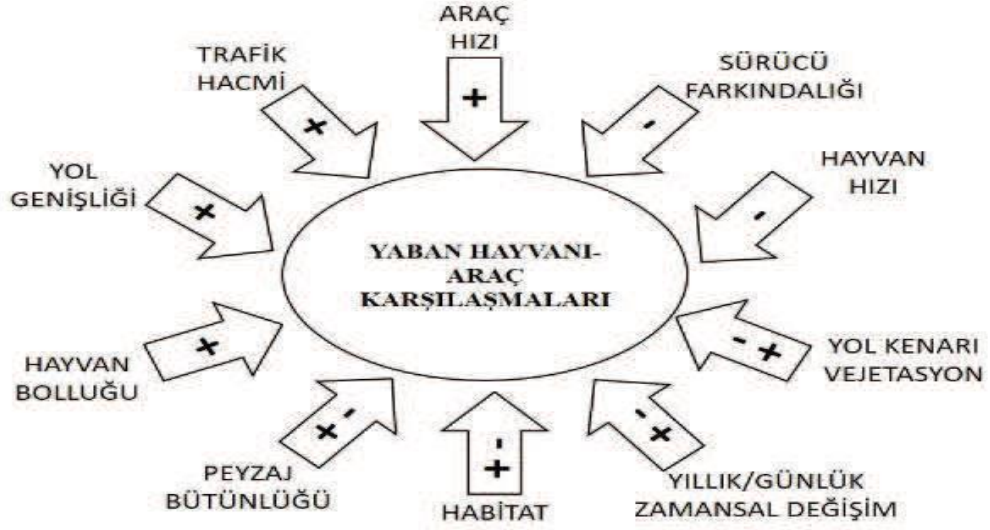 ARAÇ
HIZI
+
TRAFİK
HACMİ
+
SÜRÜCÜ
FARKINDALIĞI
-
YOL
GENİŞLİĞİ
+
HAYVAN
HIZI
-
YABAN HAYVANI-
ARAÇ
KARŞILAŞMALARI
HAYVAN
BOLLUĞU
+
YOL KENARI
VEJETASYON
- +
PEYZAJ
BÜTÜNLÜĞÜ
+ -
HABİTAT
-
+
YILLIK/GÜNLÜK
ZAMANSAL DEĞİŞİM
- +